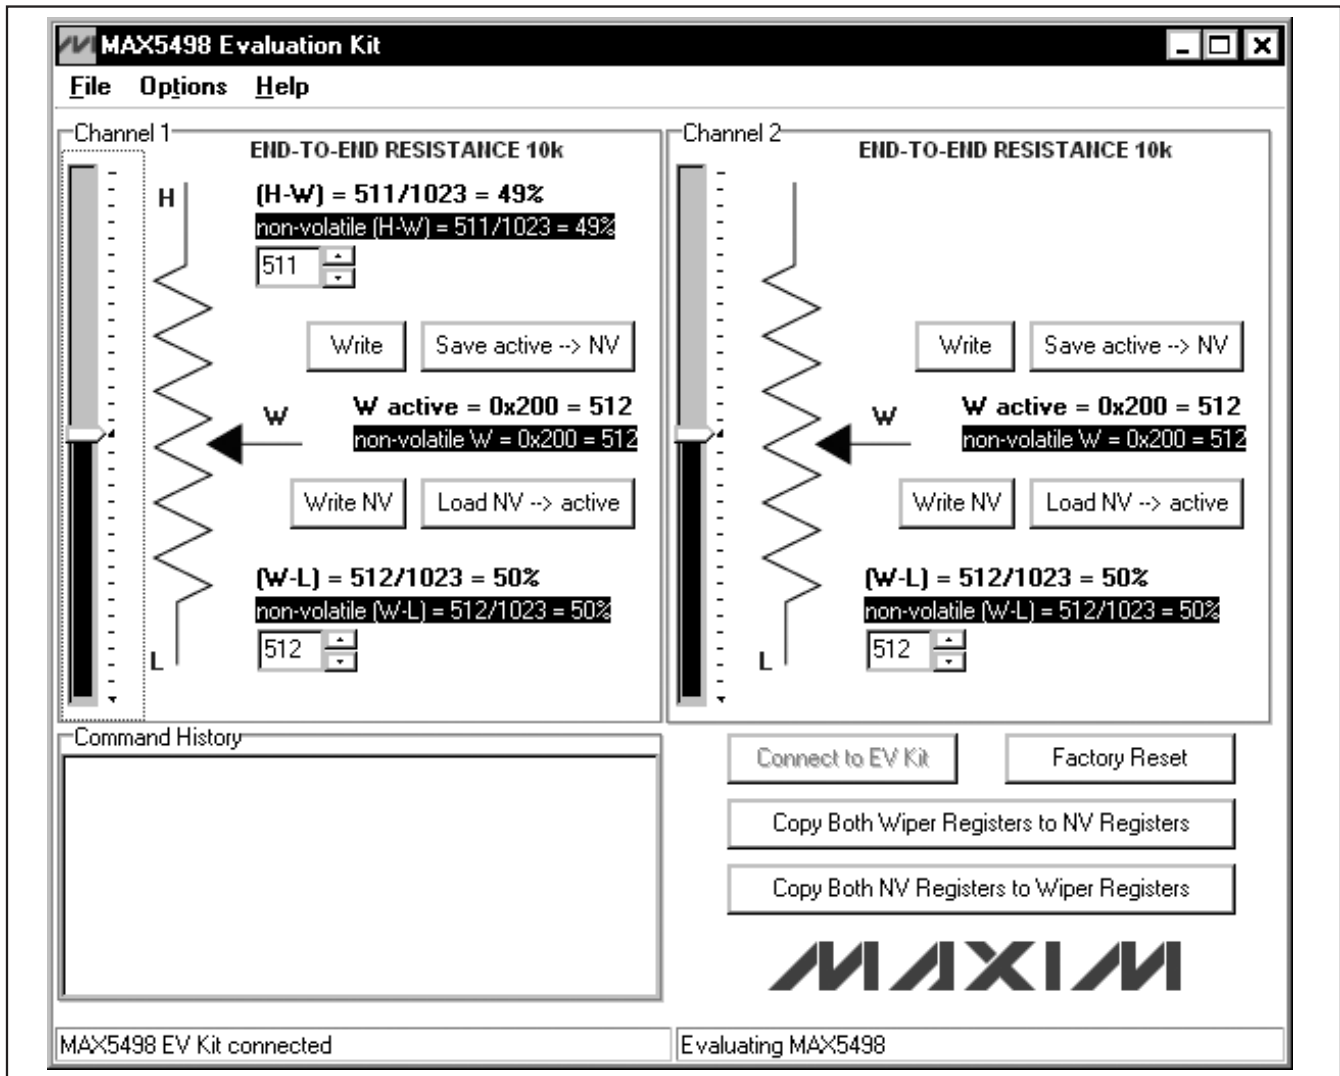 MAX5498 Evaluation Kit
File Options Help
Channel 1
END-TO-END RESISTANCE 10k
H
(H-W) = 511/1023 = 49%
non-volatile (H-W) = 511/1023 = 49%
511
Write Save active --> NV
W
W active = 0x200 = 512
non-volatile W = 0x200 = 512
Write NV Load NV --> active
(W-L) = 512/1023 = 50%
non-volatile (W-L) = 512/1023 = 50%
512
L
Channel 2
END-TO-END RESISTANCE 10k
Write Save active --> NV
W
W active = 0x200 = 512
non-volatile W = 0x200 = 512
Write NV Load NV --> active
(W-L) = 512/1023 = 50%
non-volatile (W-L) = 512/1023 = 50%
512
L
Command History
Connect to EV Kit Factory Reset
Copy Both Wiper Registers to NV Registers
Copy Both NV Registers to Wiper Registers
MAXIM
MAX5498 EV Kit connected
Evaluating MAX5498